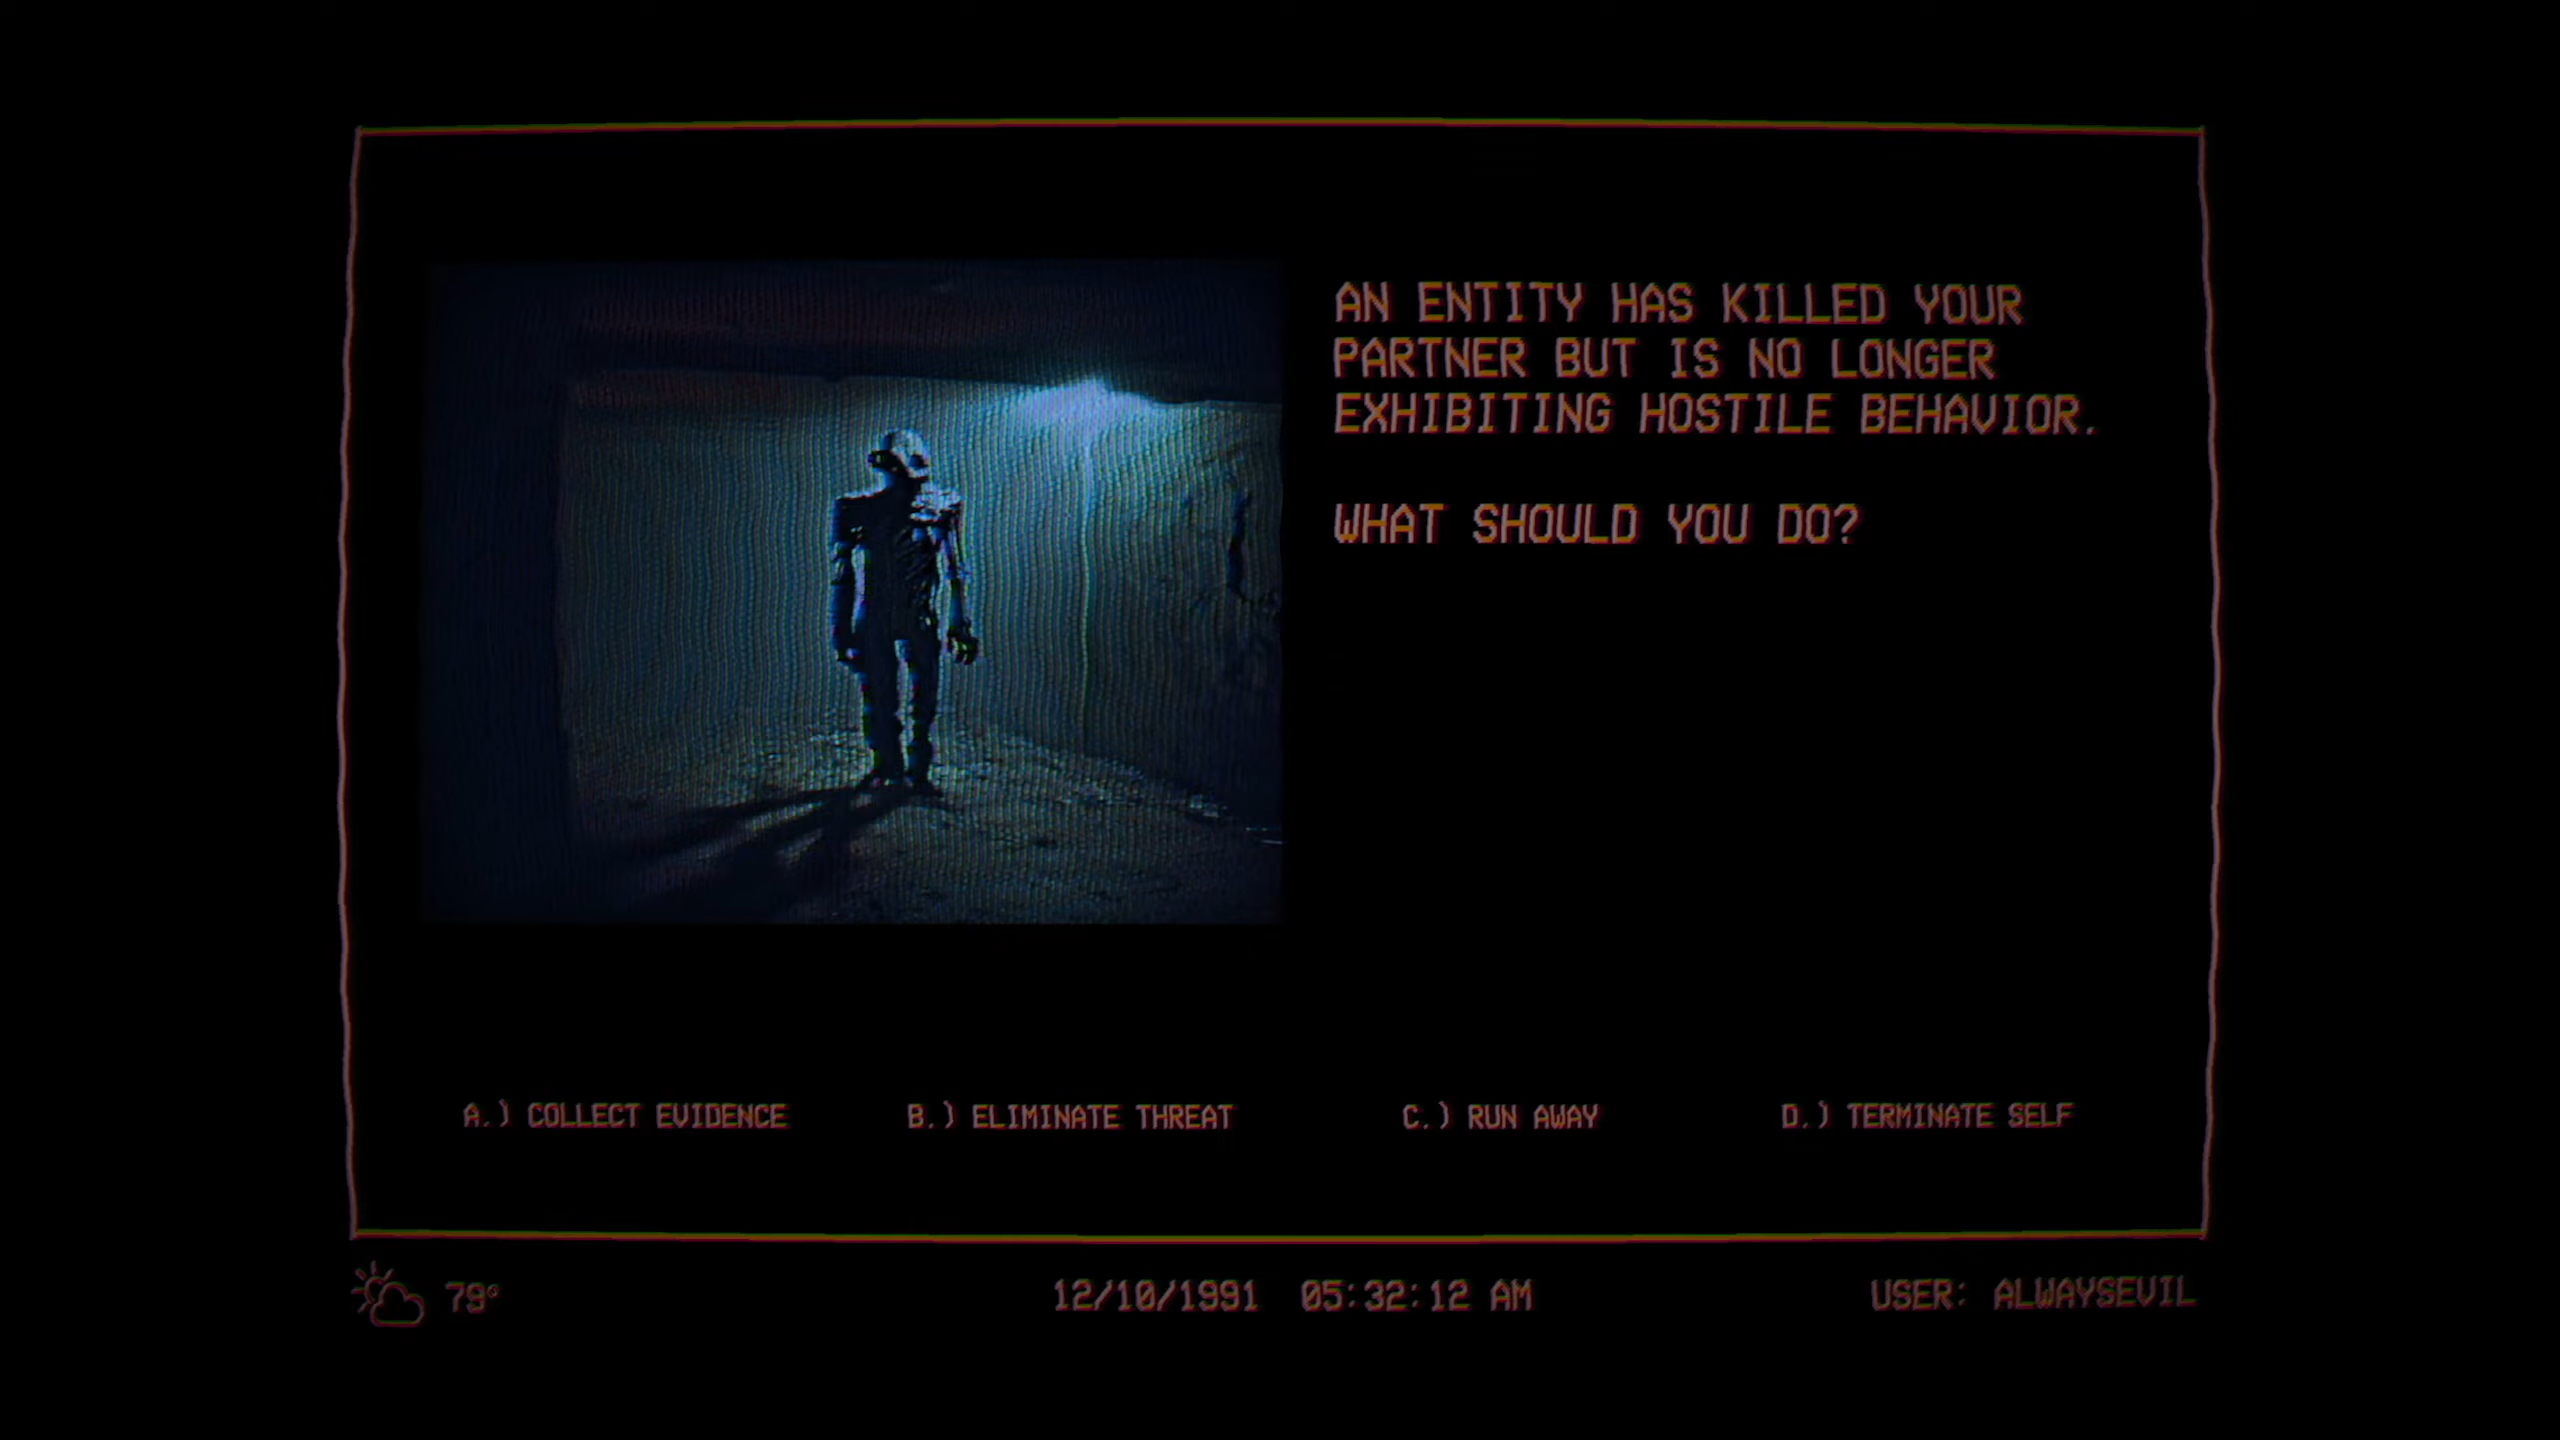 AN ENTITY HAS KILLED YOUR
PARTNER BUT IS NO LONGER
EXHIBITING HOSTILE BEHAVIOR.
WHAT SHOULD YOU DO?
A.) COLLECT EVIDENCE
B.) ELIMINATE THREAT
C.) RUN AWAY
D.) TERMINATE SELF
79°
12/10/1991 05:32:12 AM
USER: ALWAYSEVIL